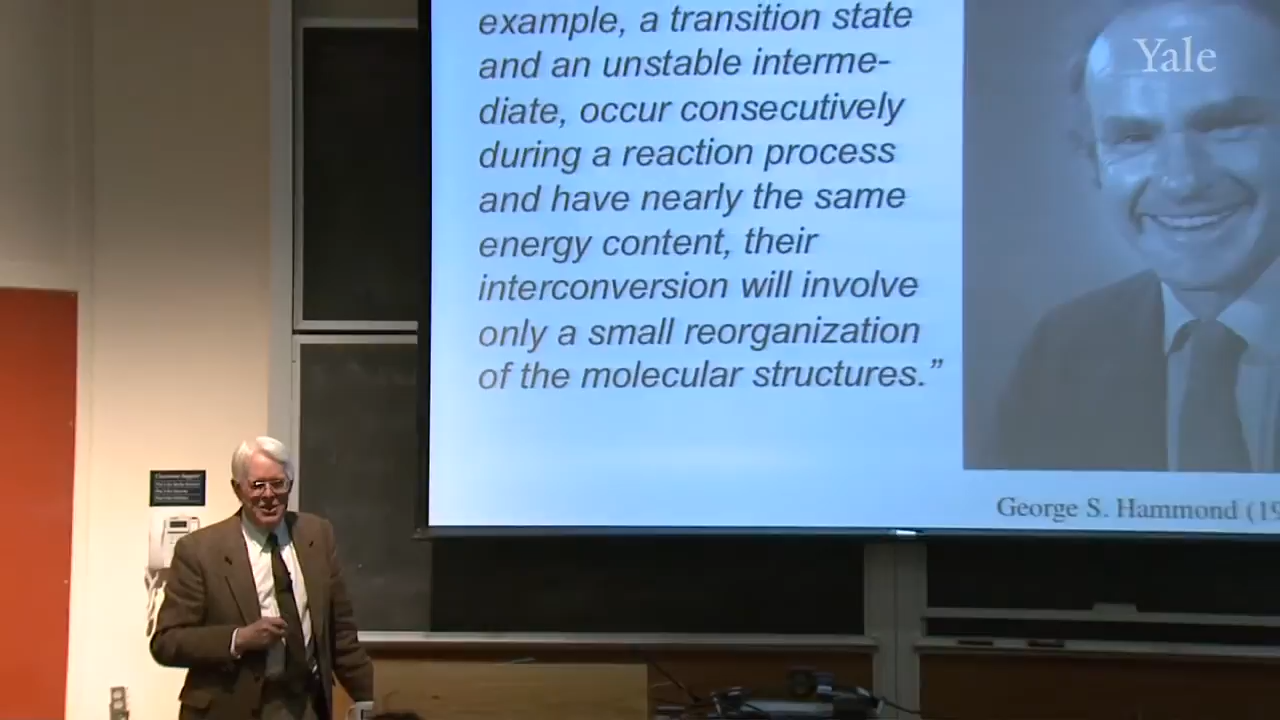 example, a transition state
Yale
and an unstable interme-
diate, occur consecutively
during a reaction process
and have nearly the same
energy content, their
interconversion will involve
only a small reorganization
of the molecular structures.”
George S. Hammond (19